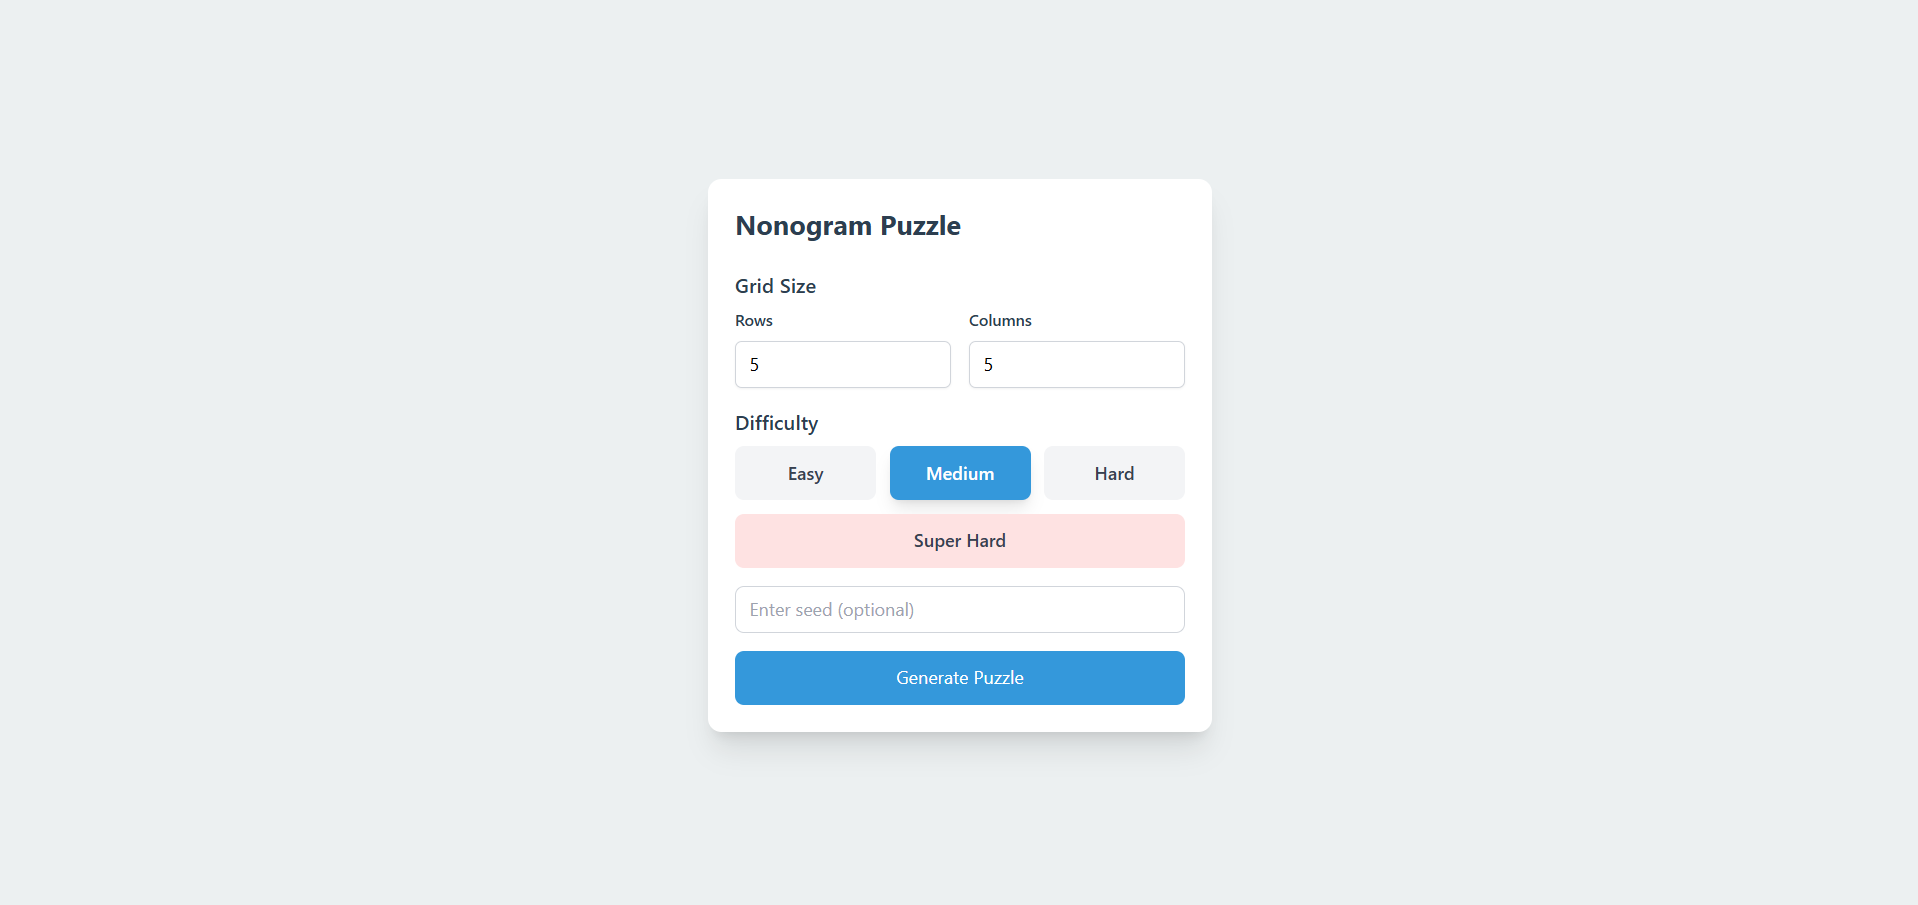 Nonogram Puzzle
Grid Size
Rows Columns
5 5
Difficulty
Easy Medium Hard
Super Hard
Enter seed (optional)
Generate Puzzle